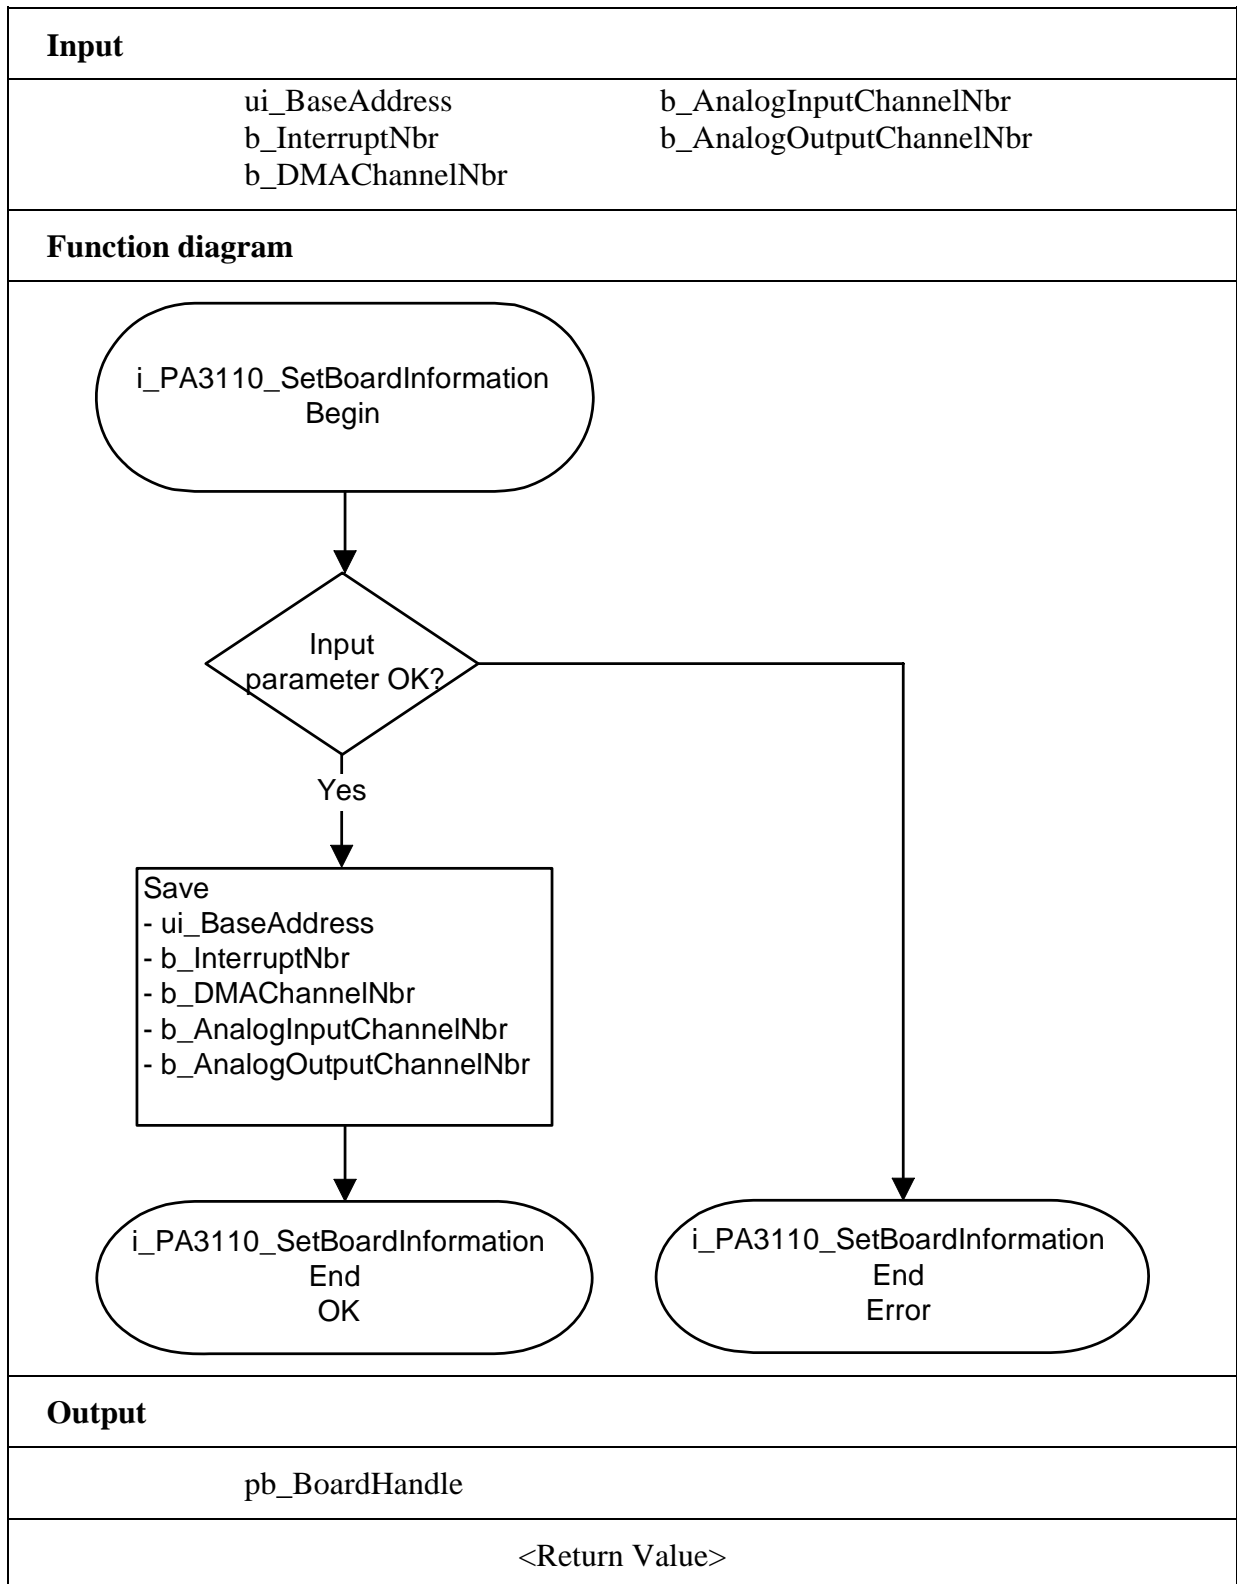 Input
ui_BaseAddress b_AnalogInputChannelNbr
b_InterruptNbr b_AnalogOutputChannelNbr
b_DMAChannelNbr
Function diagram
i_PA3110_SetBoardInformation
Begin
Input
parameter OK?
Yes
Save
- ui_BaseAddress
- b_InterruptNbr
- b_DMAChannelNbr
- b_AnalogInputChannelNbr
- b_AnalogOutputChannelNbr
i_PA3110_SetBoardInformation
End
OK
i_PA3110_SetBoardInformation
End
Error
Output
pb_BoardHandle
<Return Value>